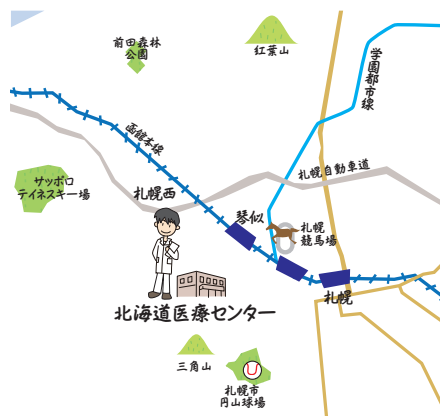 前田森林
公園
紅葉山
学園都市線
函館本線
札幌自動車道
サッポロ
テイネスキー場
札幌西
琴似
札幌
競馬場
札幌
北海道医療センター
三角山
札幌市
円山球場